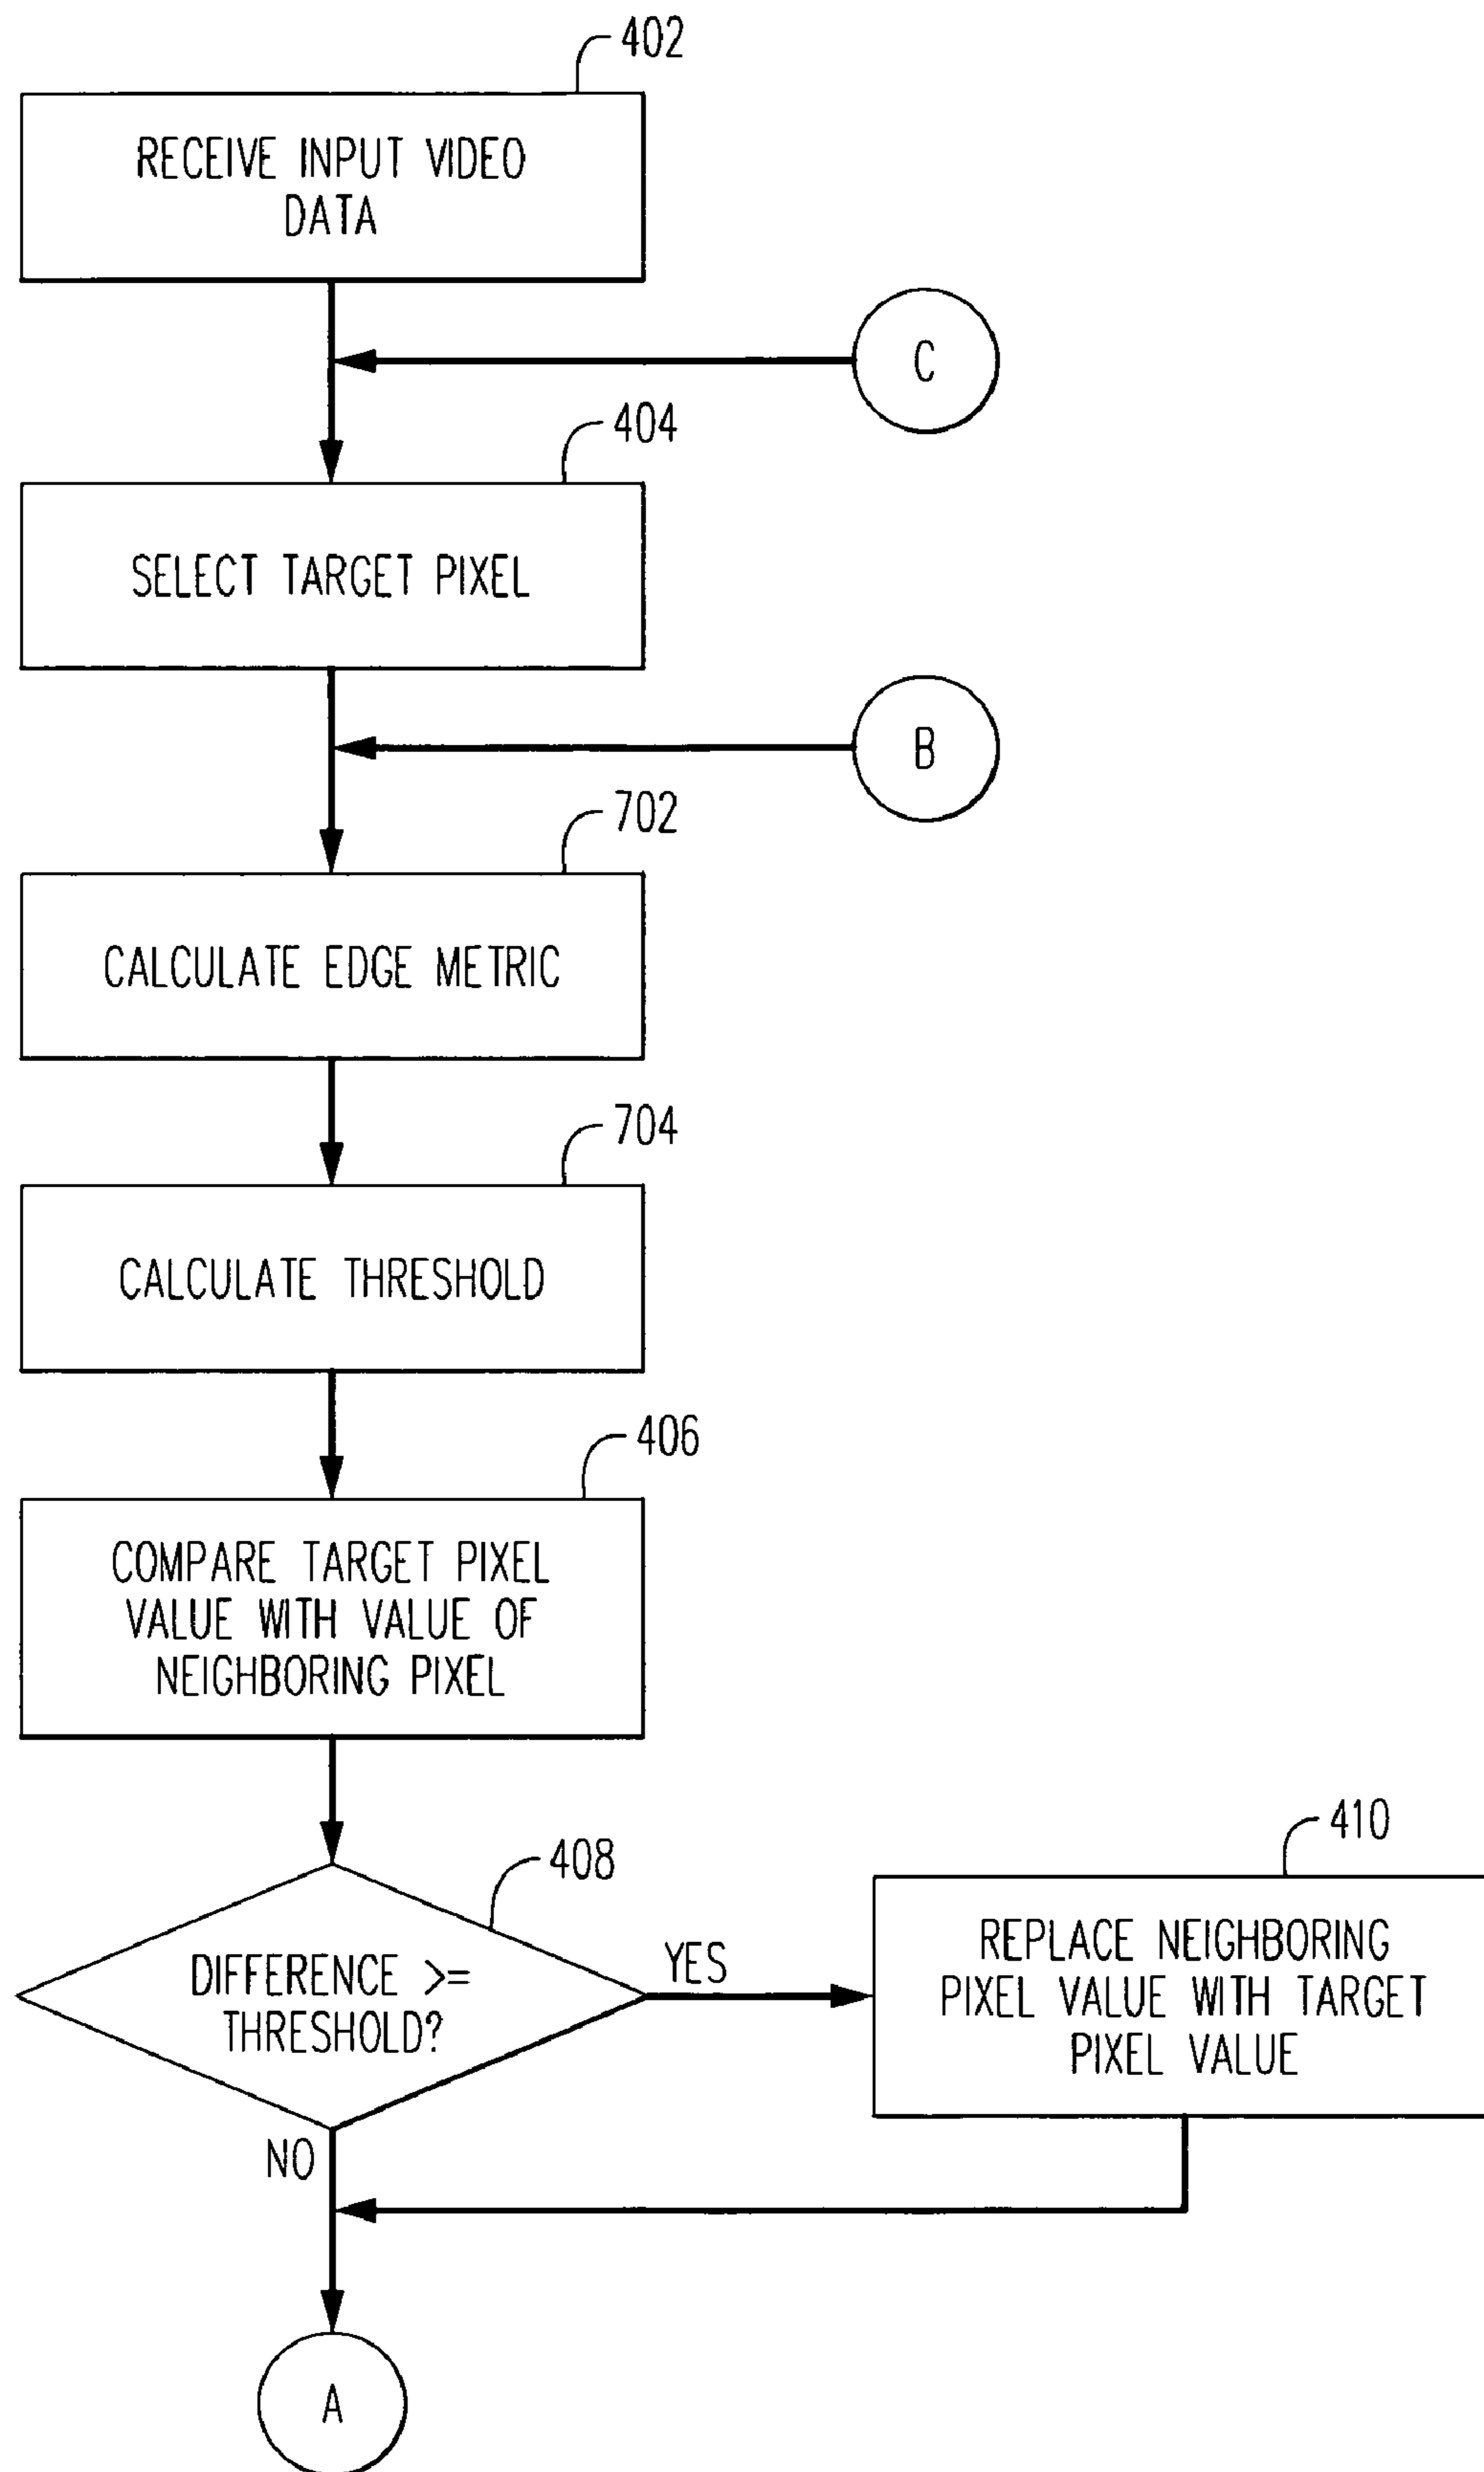 402
RECEIVE INPUT VIDEO
DATA
C
404
SELECT TARGET PIXEL
B
702
CALCULATE EDGE METRIC
704
CALCULATE THRESHOLD
406
COMPARE TARGET PIXEL
VALUE WITH VALUE OF
NEIGHBORING PIXEL
408
DIFFERENCE >=
THRESHOLD?
YES
410
REPLACE NEIGHBORING
PIXEL VALUE WITH TARGET
PIXEL VALUE
NO
A